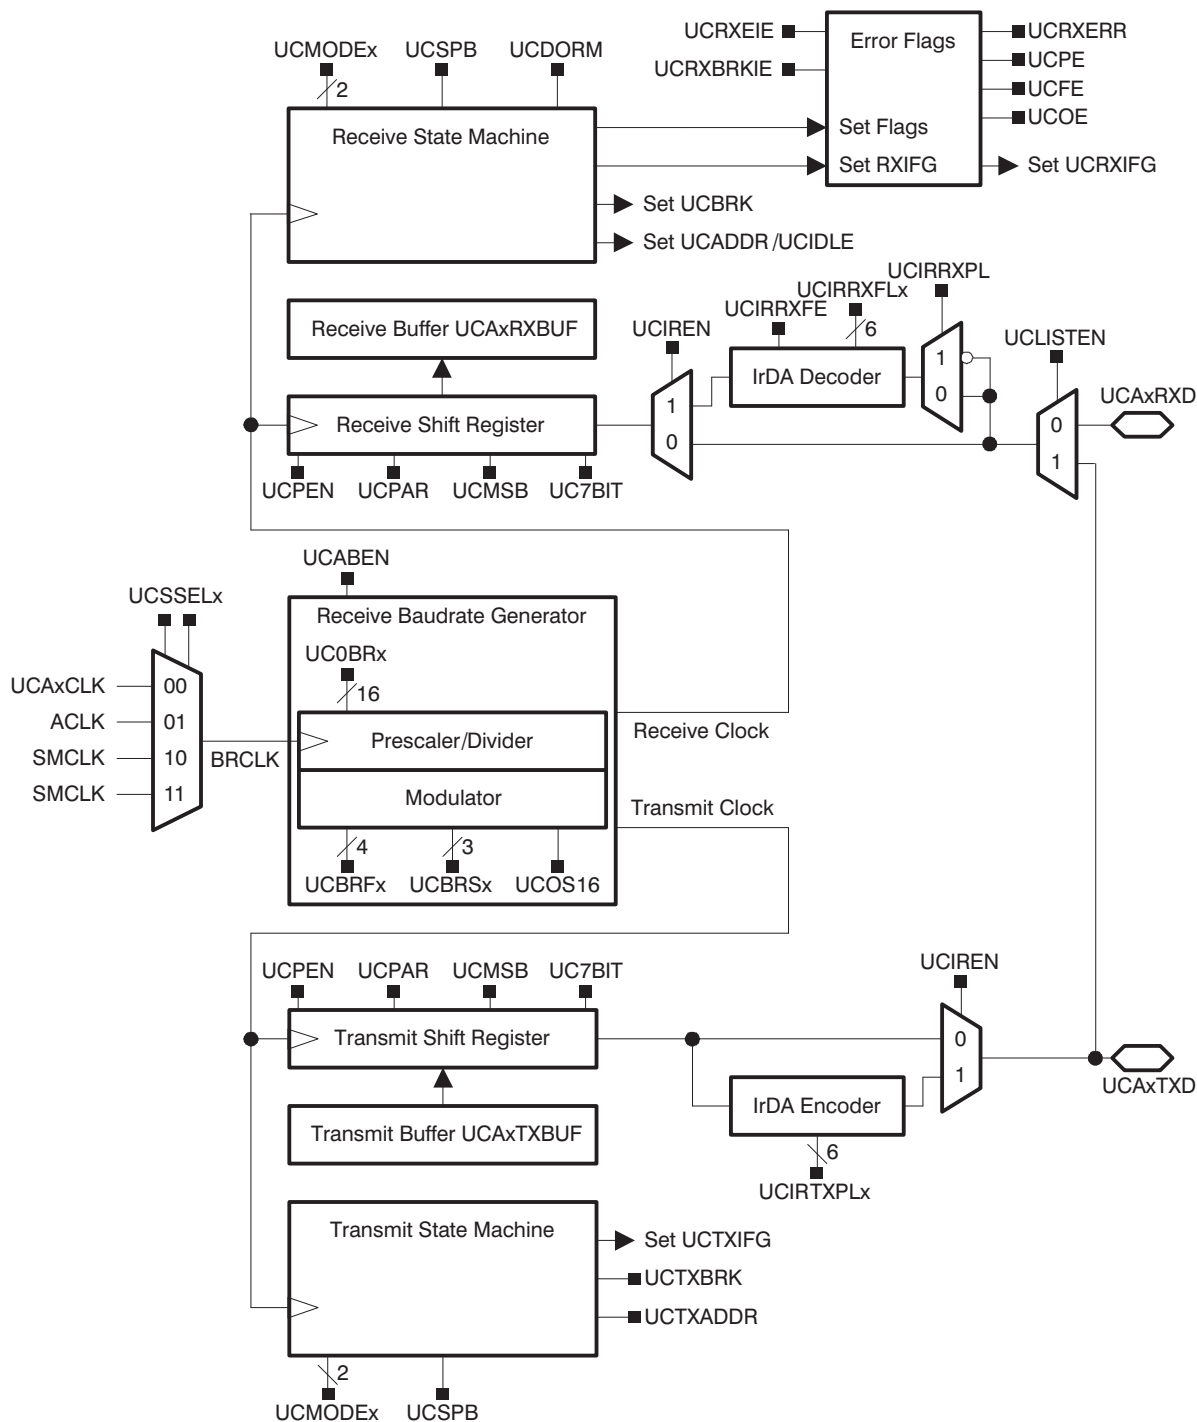 UCMODEx
2
UCSPB
UCDORM
Receive State Machine
UCRXEIE
UCRXBRKIE
Error Flags
Set Flags
Set RXIFG
UCRXERR
UCPE
UCFE
UCOE
Set UCRXIFG
Set UCBRK
Set UCADDR /UCIDLE
Receive Buffer UCAxRXBUF
Receive Shift Register
UCPEN
UCPAR
UCMSB
UC7BIT
UCIREN
1
0
UCIRRXFE
UCIRRXFLx
6
IrDA Decoder
UCIRRXPL
1
0
UCLISTEN
0
1
UCAxRXD
UCABEN
Receive Baudrate Generator
UC0BRx
16
Prescaler/Divider
Modulator
4
UCBRFx
3
UCBRSx
UCOS16
UCSSELx
UCAxCLK
00
ACLK
01
SMCLK
10
SMCLK
11
BRCLK
Receive Clock
Transmit Clock
UCPEN
UCPAR
UCMSB
UC7BIT
Transmit Shift Register
Transmit Buffer UCAxTXBUF
UCIREN
0
1
IrDA Encoder
6
UCIRTXPLx
UCAxTXD
Transmit State Machine
Set UCTXIFG
UCTXBRK
UCTXADDR
2
UCMODEx
UCSPB